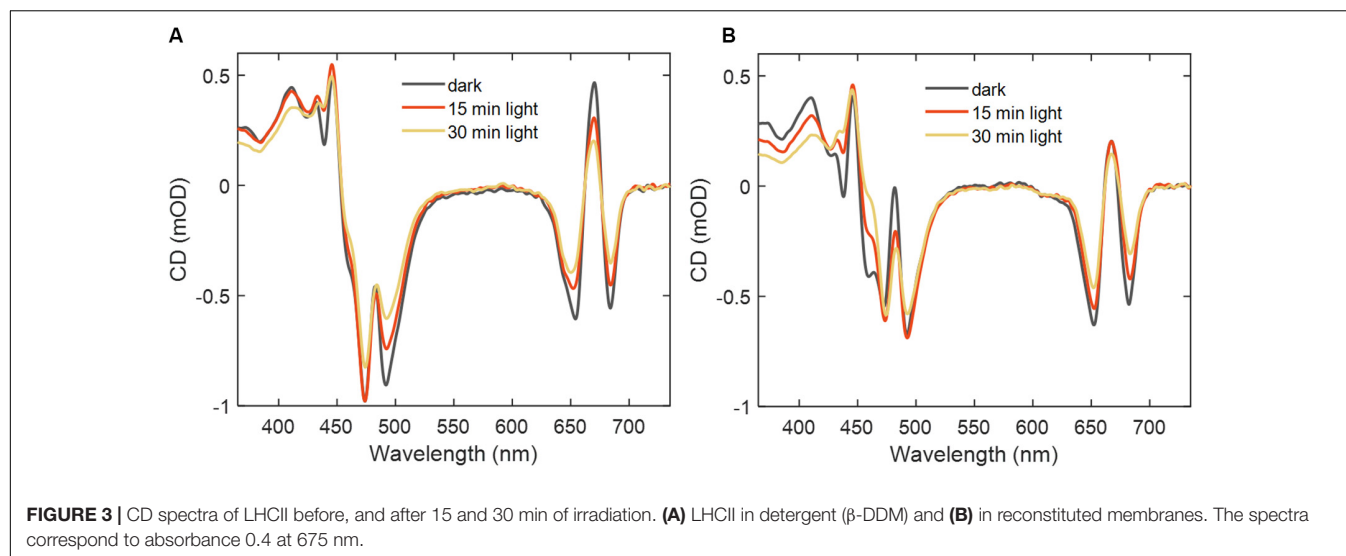 A
0.5
0
-0.5
-1
CD (mOD)
dark
15 min light
30 min light
400 450 500 550 600 650 700
Wavelength (nm)
B
0.5
0
-0.5
-1
CD (mOD)
dark
15 min light
30 min light
400 450 500 550 600 650 700
Wavelength (nm)
FIGURE 3 | CD spectra of LHCII before, and after 15 and 30 min of irradiation. (A) LHCII in detergent (β-DDM) and (B) in reconstituted membranes. The spectra
correspond to absorbance 0.4 at 675 nm.